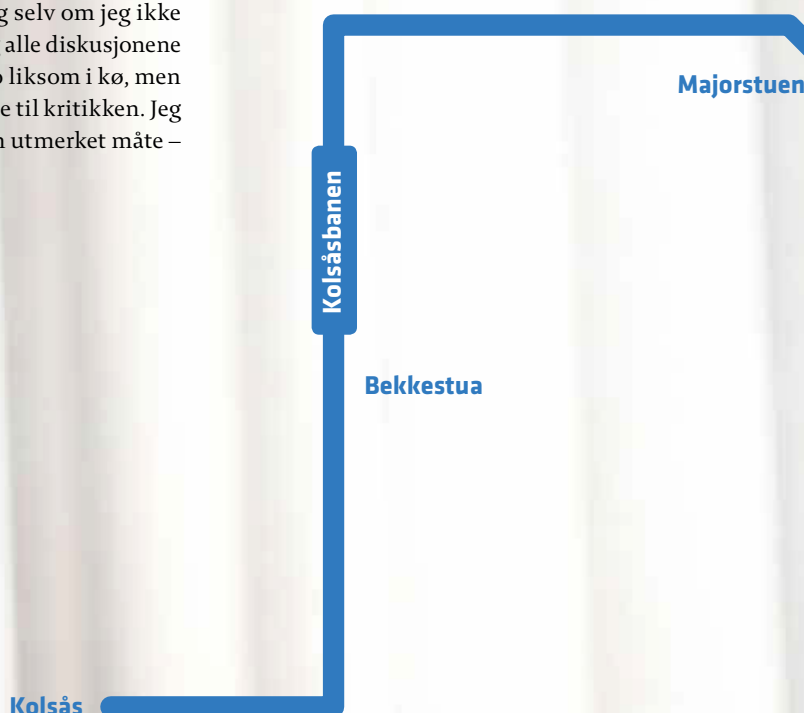 g selv om jeg ikke
alle diskusjonene
liksom i kø, men
e til kritikken. Jeg
utmerket måte –
Majorstuen
Kolsåsbanen
Bekkestua
Kolsås